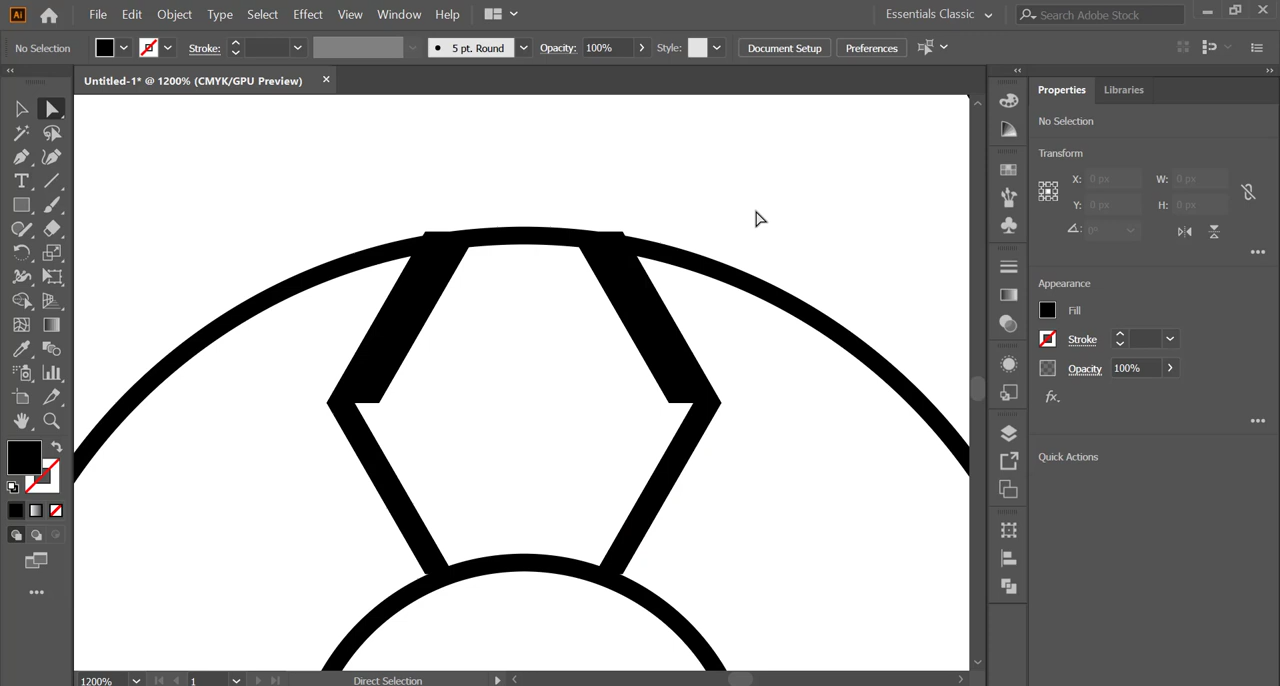 Ai File Edit Object Type Select Effect View Window Help Essentials Classic Search Adobe Stock
No Selection Stroke: 5 pt. Round Opacity: 100% Style: Document Setup Preferences
Untitled-1* @ 1200% (CMYK/GPU Preview)
Properties Libraries
No Selection
Transform
X: 0 px W: 0 px
Y: 0 px H: 0 px
0°
Appearance
Fill
Stroke
Opacity 100%
fx.
Quick Actions
1200% 1 Direct Selection